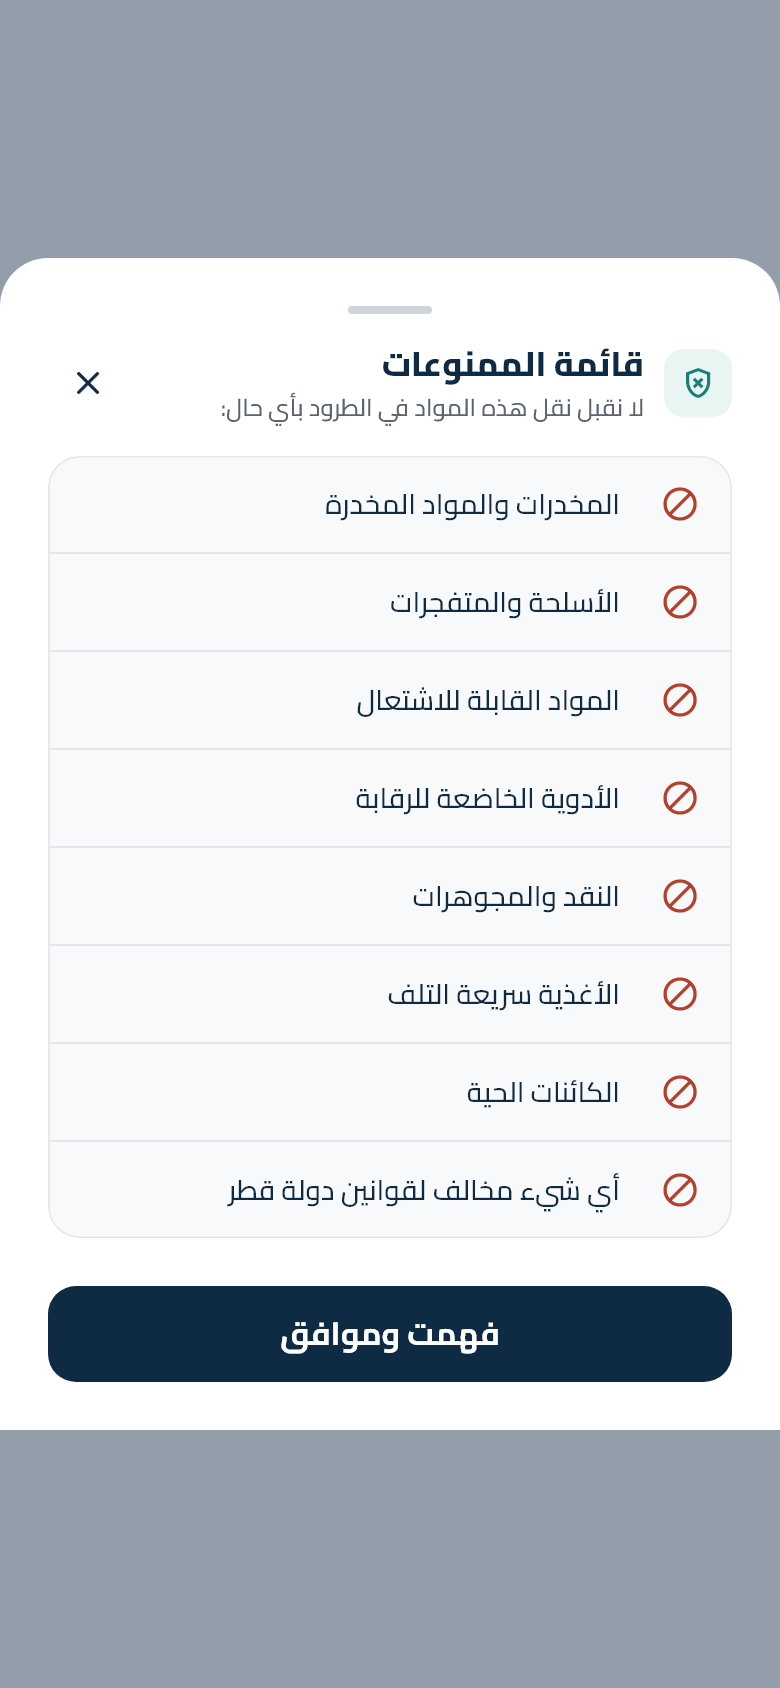 قائمة الممنوعات
لا نقبل نقل هذه المواد في الطرود بأي حال:
المخدرات والمواد المخدرة
الأسلحة والمتفجرات
المواد القابلة للاشتعال
الأدوية الخاضعة للرقابة
النقد والمجوهرات
الأغذية سريعة التلف
الكائنات الحية
أي شيء مخالف لقوانين دولة قطر
فهمت وموافق